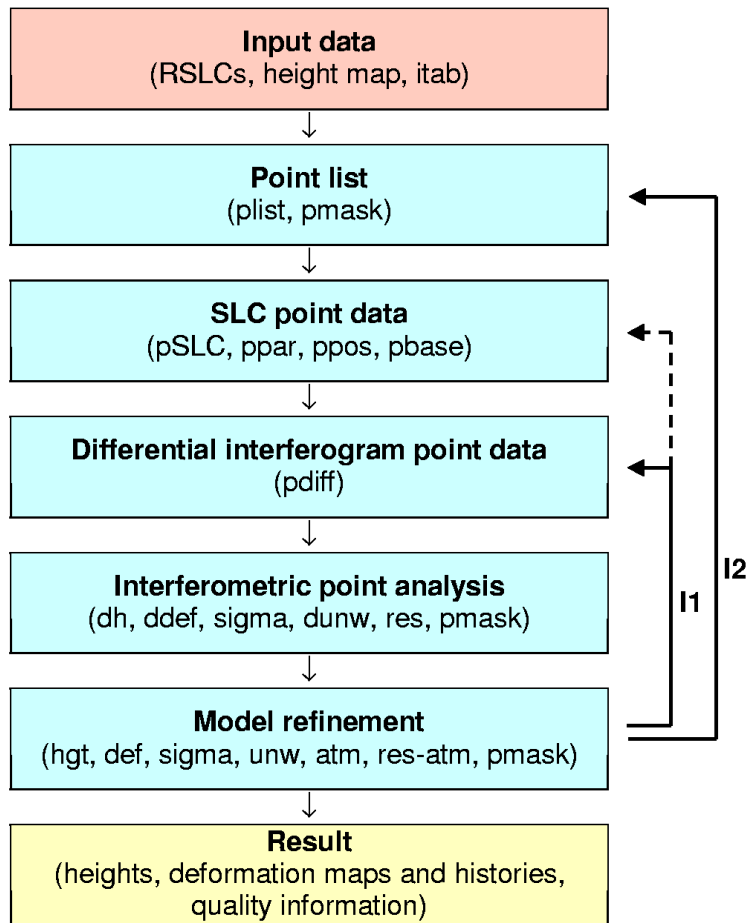 Input data
(RSLCs, height map, itab)
Point list
(plist, pmask)
SLC point data
(pSLC, ppar, ppos, pbase)
Differential interferogram point data
(pdiff)
Interferometric point analysis
(dh, ddef, sigma, dunw, res, pmask)
Model refinement
(hgt, def, sigma, unw, atm, res-atm, pmask)
Result
(heights, deformation maps and histories,
quality information)
I1
I2